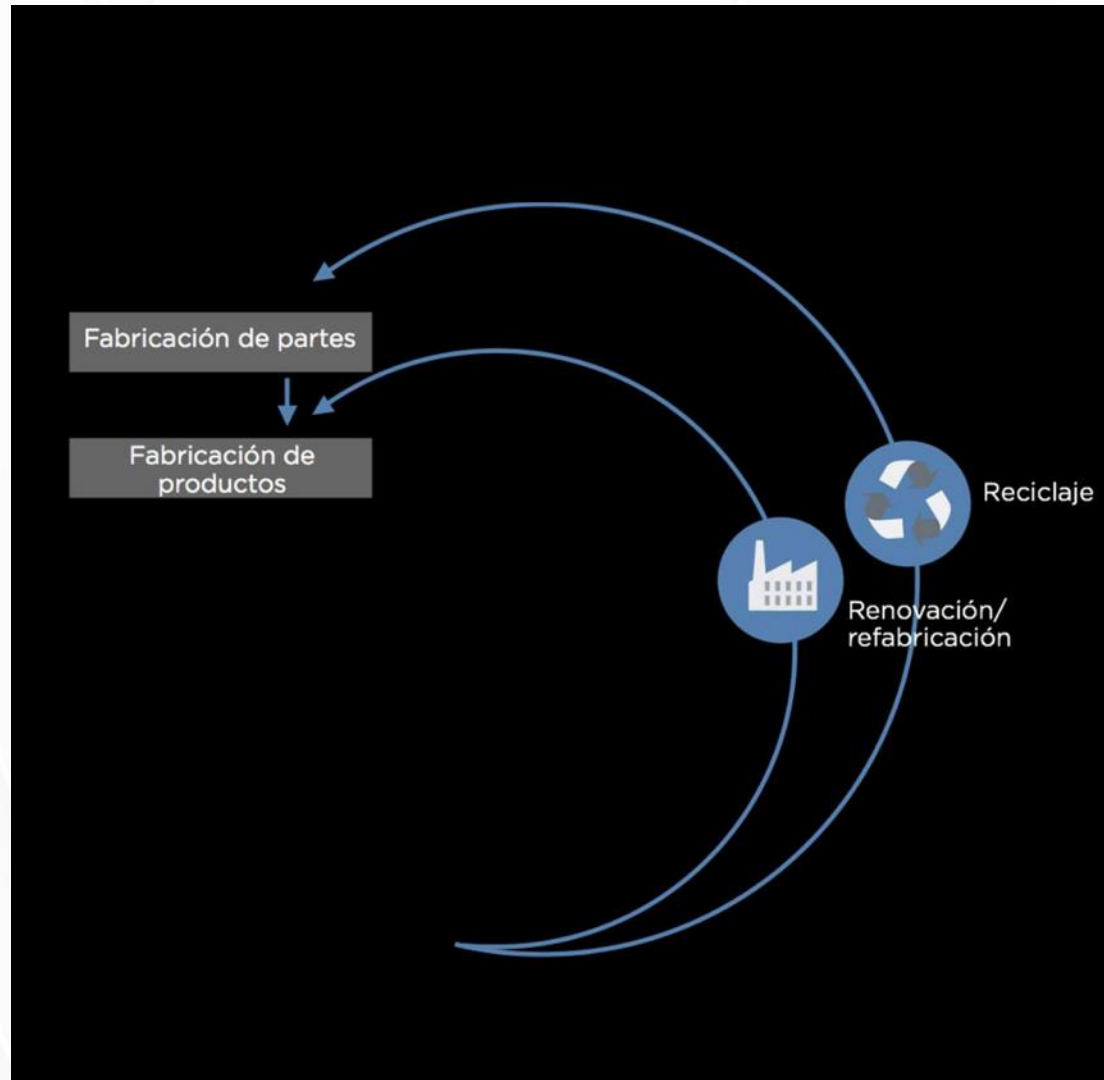 Fabricación de partes
Fabricación de
productos
Reciclaje
Renovación/
refabricación